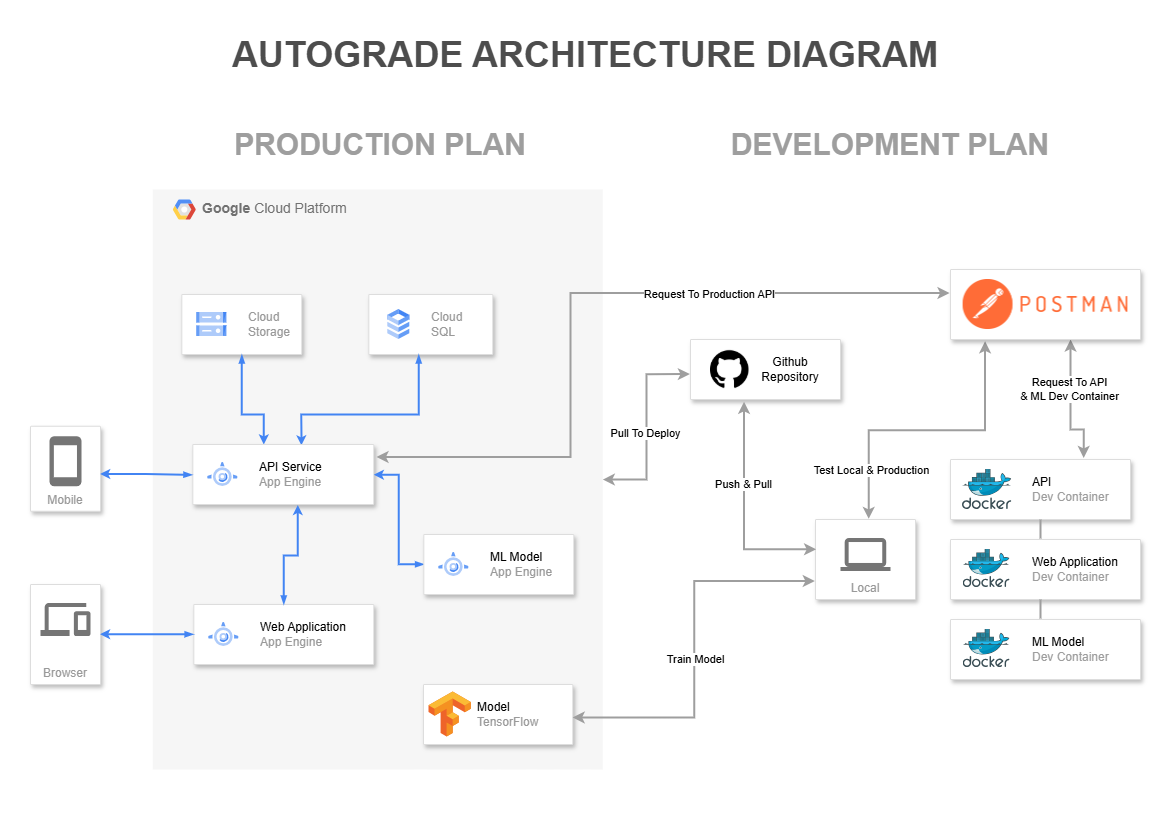 AUTOGRADE ARCHITECTURE DIAGRAM
PRODUCTION PLAN
DEVELOPMENT PLAN
Google Cloud Platform
Cloud
Storage
Cloud
SQL
Request To Production API
POSTMAN
Github
Repository
Request To API
& ML Dev Container
Pull To Deploy
Mobile
API Service
App Engine
Test Local & Production
Push & Pull
docker
API
Dev Container
ML Model
App Engine
Local
docker
Web Application
Dev Container
Browser
Web Application
App Engine
Train Model
docker
ML Model
Dev Container
Model
TensorFlow